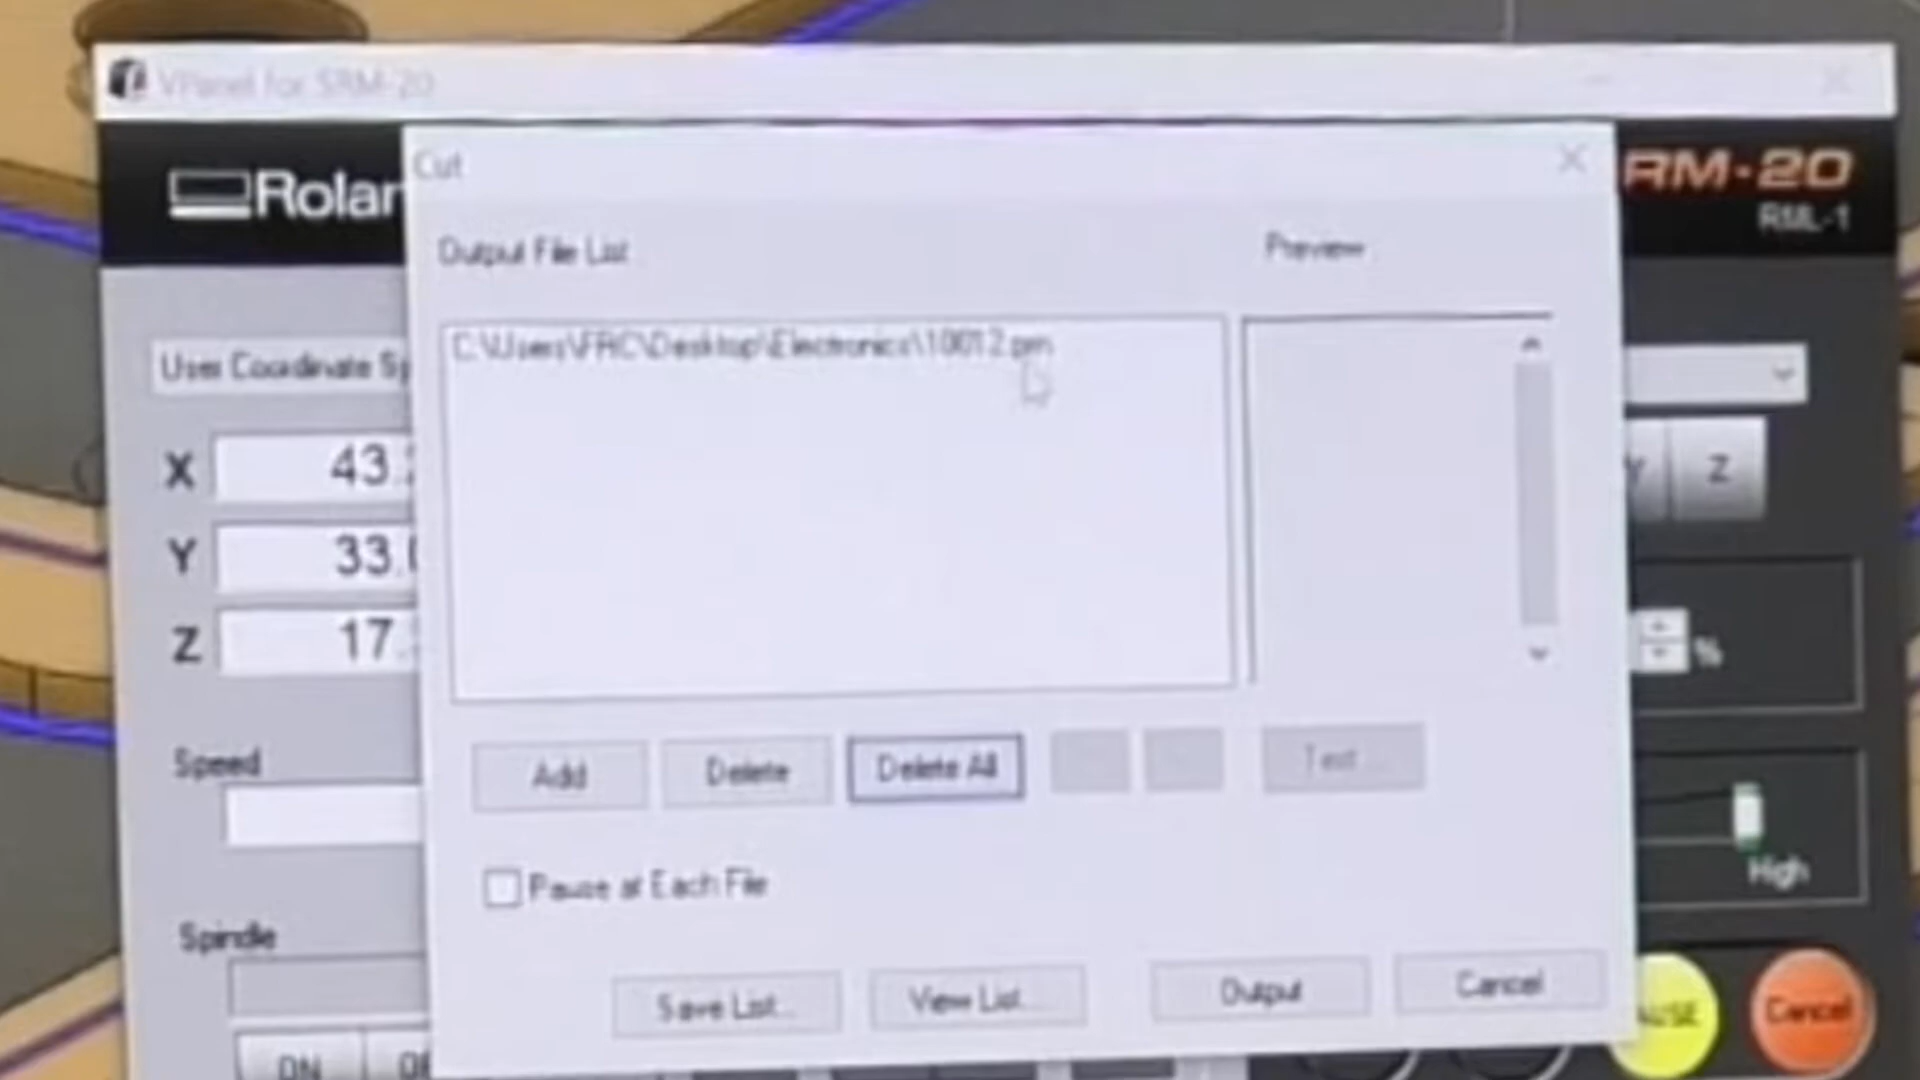 VPanel for SRM-20
Roland
Cut
RM-20
RML-1
Output File List
Preview
C:\Users\FRC\Desktop\Electronics\10012.prn
User Coordinate Sy
X
43.
Y
33.
Z
17.
Y
Z
%
Speed
Add
Delete
Delete All
Test ...
High
Pause at Each File
Spindle
Save List...
View List...
Output
Cancel
USE
Cancel
ON